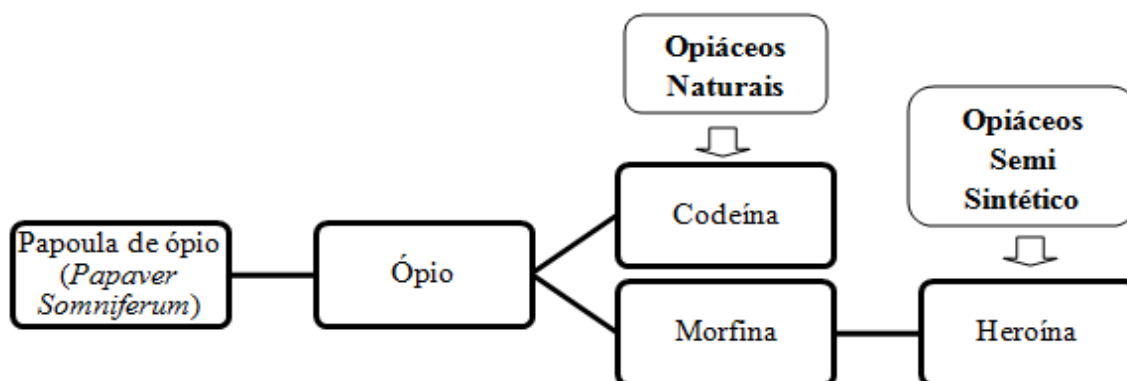 Opiáceos
Naturais
Opiáceos
Semi
Sintético
Papoula de ópio
(Papaver
Somniferum)
Ópio
Codeína
Morfina
Heroína